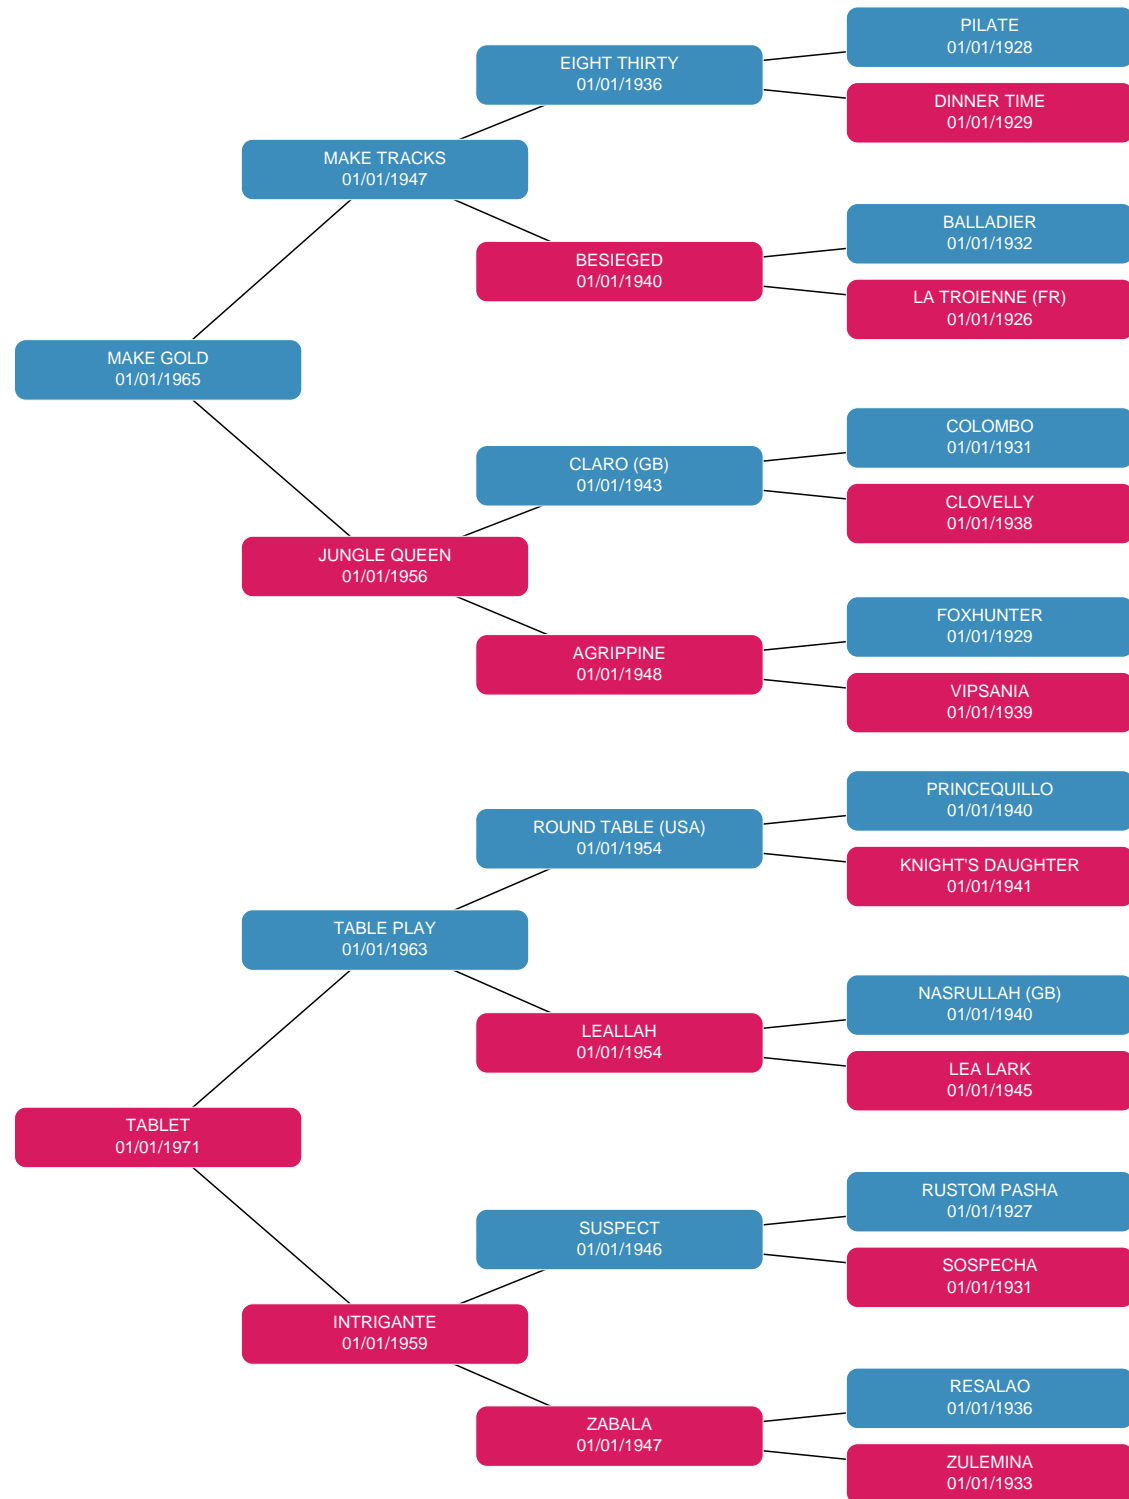 PILATE
01/01/1928
EIGHT THIRTY
01/01/1936
DINNER TIME
01/01/1929
MAKE TRACKS
01/01/1947
BALLADIER
01/01/1932
BESIEGED
01/01/1940
LA TROIENNE (FR)
01/01/1926
MAKE GOLD
01/01/1965
COLOMBO
01/01/1931
CLARO (GB)
01/01/1943
CLOVELLY
01/01/1938
JUNGLE QUEEN
01/01/1956
FOXHUNTER
01/01/1929
AGRIPPINE
01/01/1948
VIPSANIA
01/01/1939
PRINCEQUILLO
01/01/1940
ROUND TABLE (USA)
01/01/1954
KNIGHT'S DAUGHTER
01/01/1941
TABLE PLAY
01/01/1963
NASRULLAH (GB)
01/01/1940
LEALLAH
01/01/1954
LEA LARK
01/01/1945
TABLET
01/01/1971
RUSTOM PASHA
01/01/1927
SUSPECT
01/01/1946
SOSPECHA
01/01/1931
INTRIGANTE
01/01/1959
RESALAO
01/01/1936
ZABALA
01/01/1947
ZULEMINA
01/01/1933